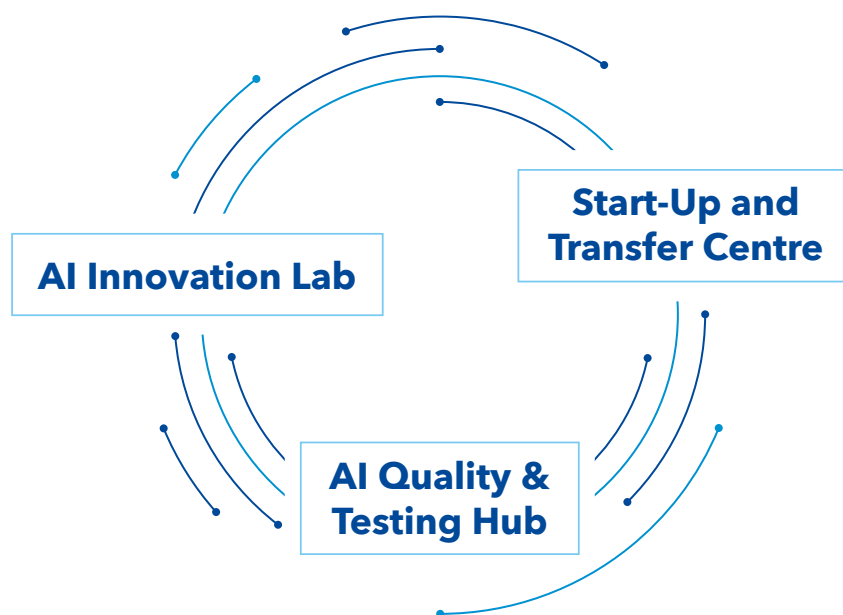 Start-Up and
Transfer Centre
AI Innovation Lab
AI Quality &
Testing Hub